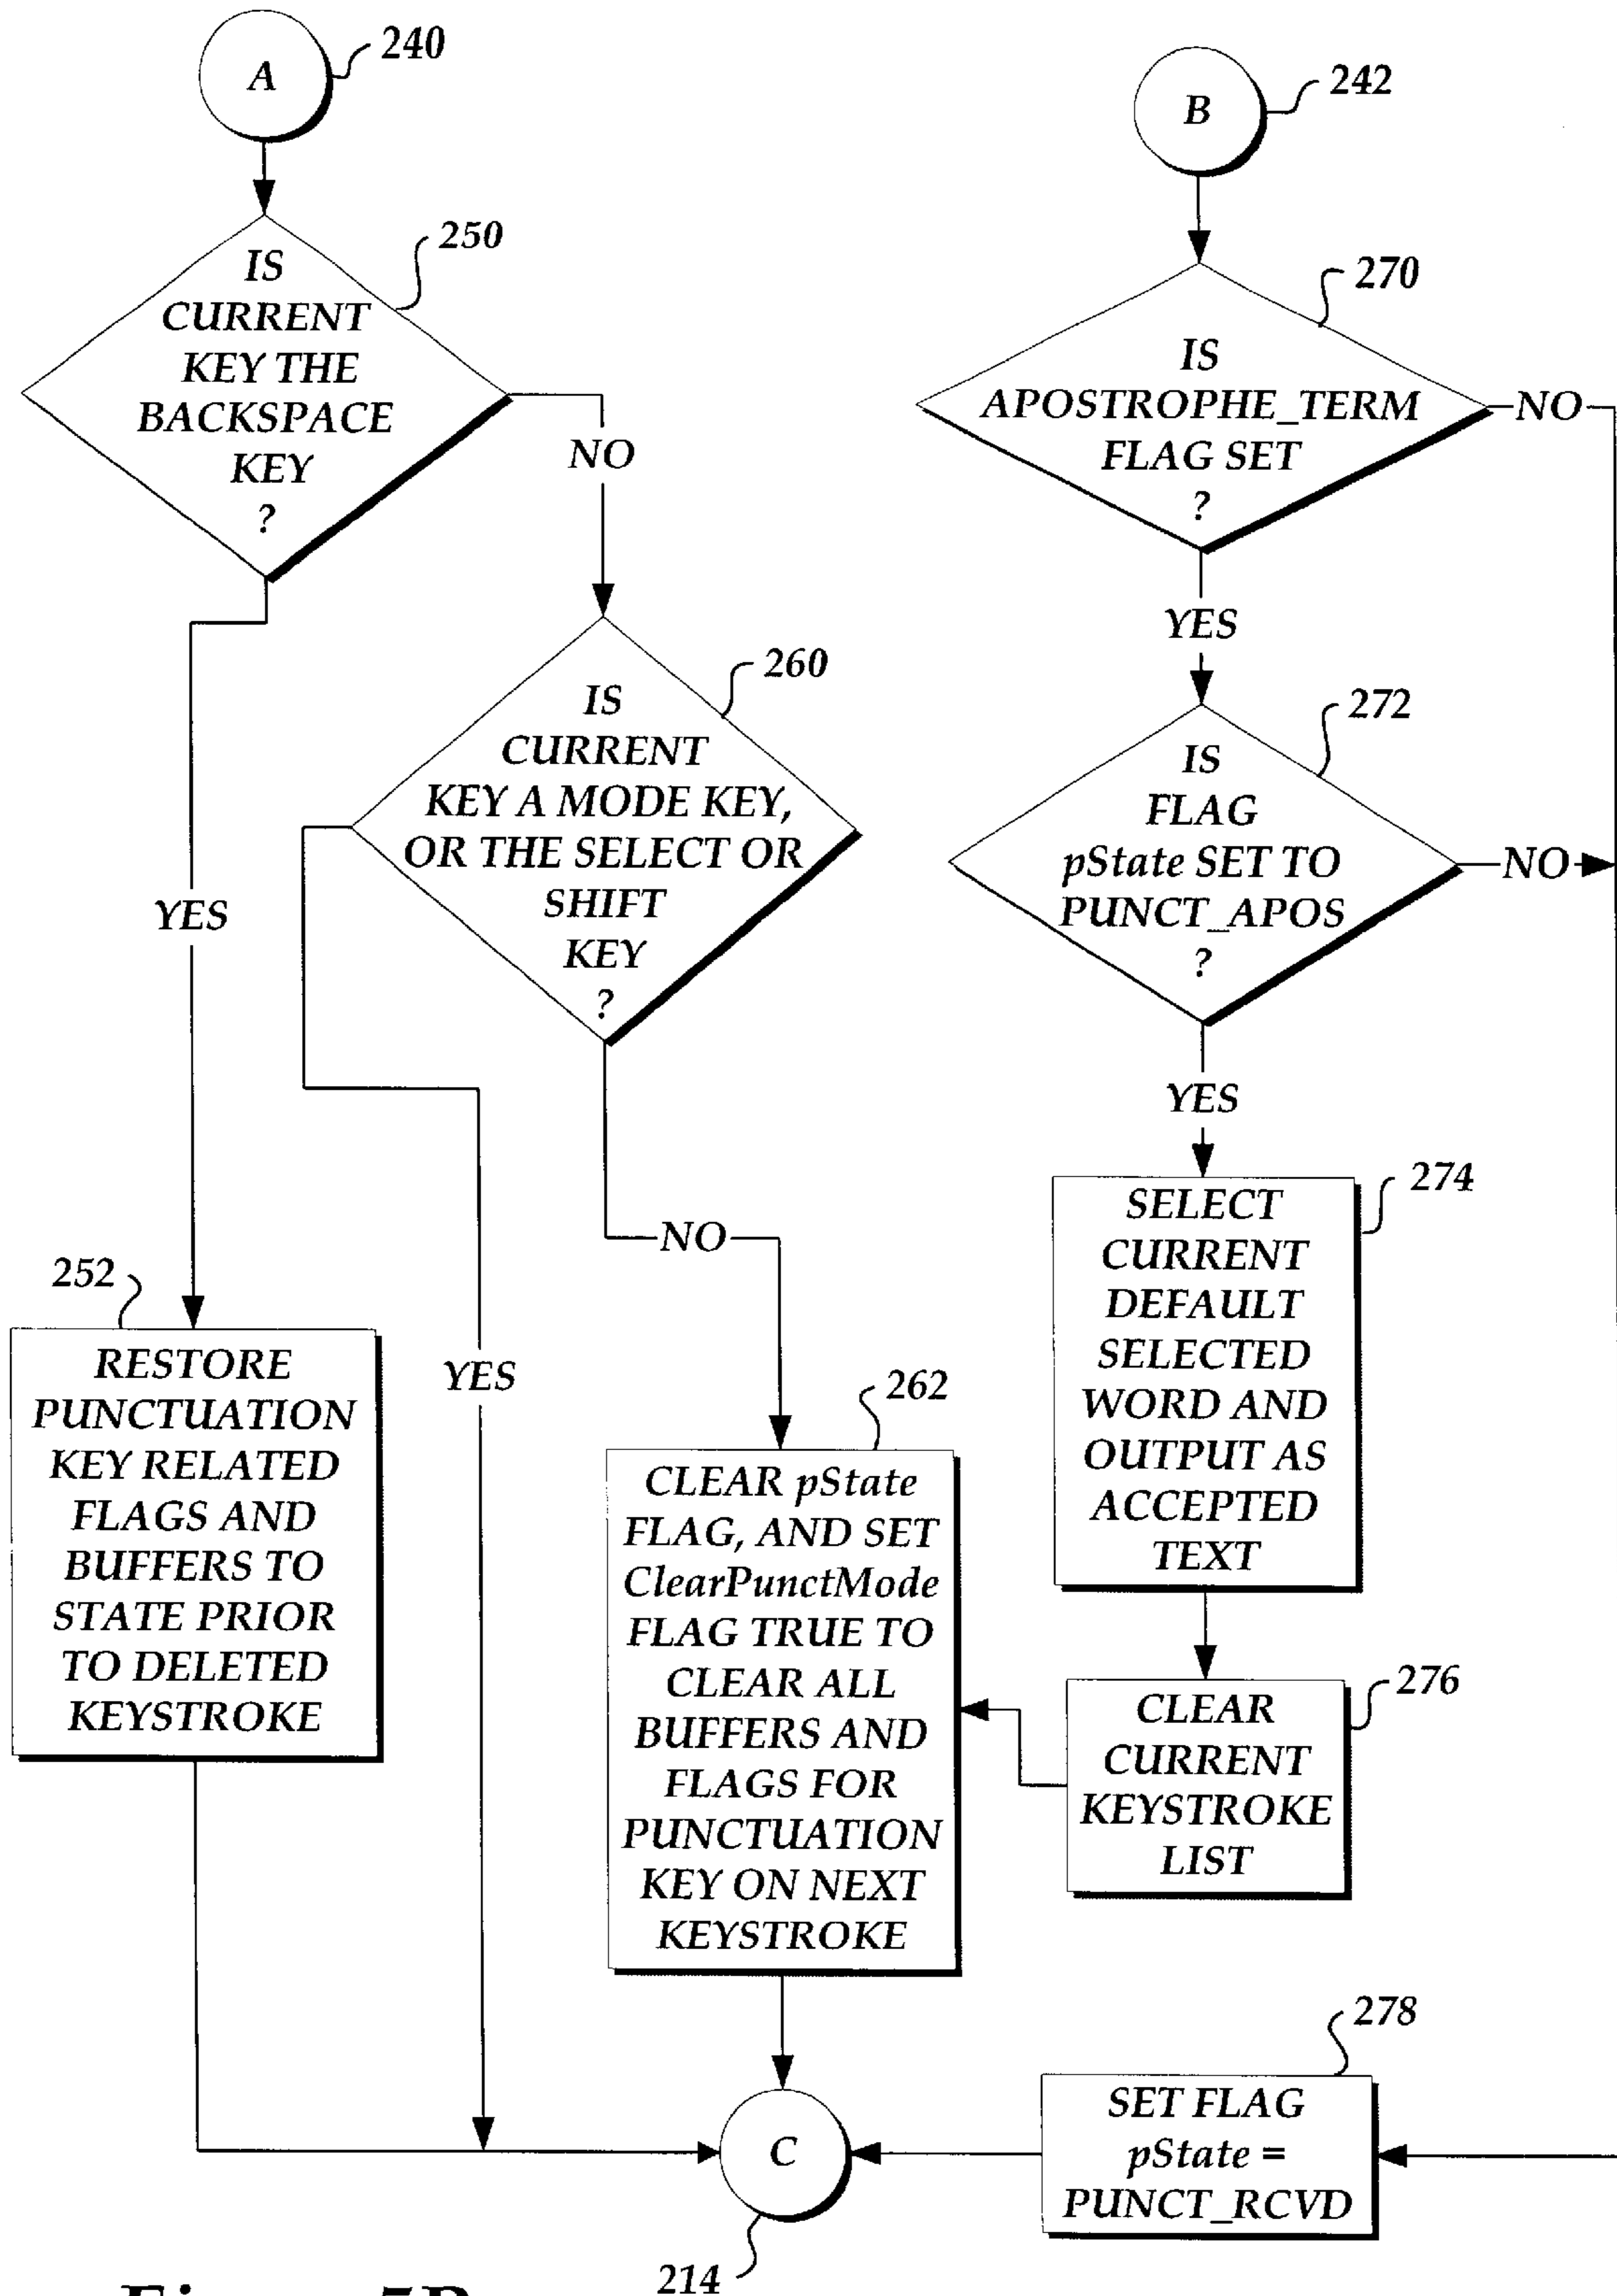 A
240
IS
CURRENT
KEY THE
BACKSPACE
KEY
?
250
NO
YES
IS
CURRENT
KEY A MODE KEY,
OR THE SELECT OR
SHIFT
KEY
?
260
YES
NO
252
RESTORE
PUNCTUATION
KEY RELATED
FLAGS AND
BUFFERS TO
STATE PRIOR
TO DELETED
KEYSTROKE
262
CLEAR pState
FLAG, AND SET
ClearPunctMode
FLAG TRUE TO
CLEAR ALL
BUFFERS AND
FLAGS FOR
PUNCTUATION
KEY ON NEXT
KEYSTROKE
B
242
IS
APOSTROPHE_TERM
FLAG SET
?
270
NO
YES
IS
FLAG
pState SET TO
PUNCT_APOS
?
272
NO
YES
274
SELECT
CURRENT
DEFAULT
SELECTED
WORD AND
OUTPUT AS
ACCEPTED
TEXT
276
CLEAR
CURRENT
KEYSTROKE
LIST
278
SET FLAG
pState =
PUNCT_RCVD
C
214
Figure 5B